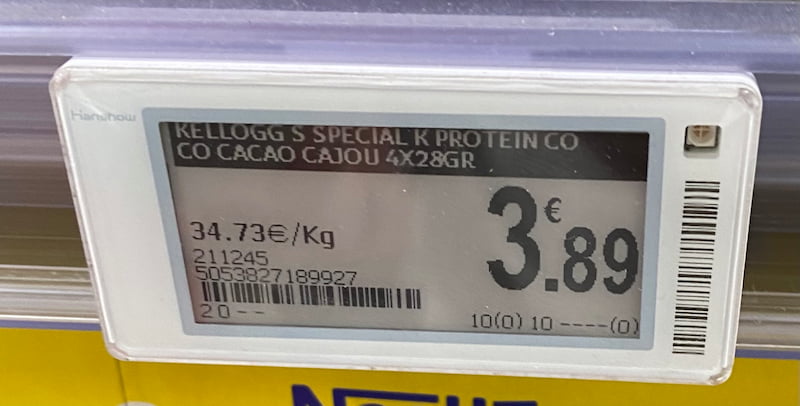 Hanshow
KELLOGG S SPECIAL K PROTEIN CO
CO CACAO CAJOU 4X28GR
3.89
€
34.73€/Kg
211245
5053827189927
20--
10(0) 10 ----(0)